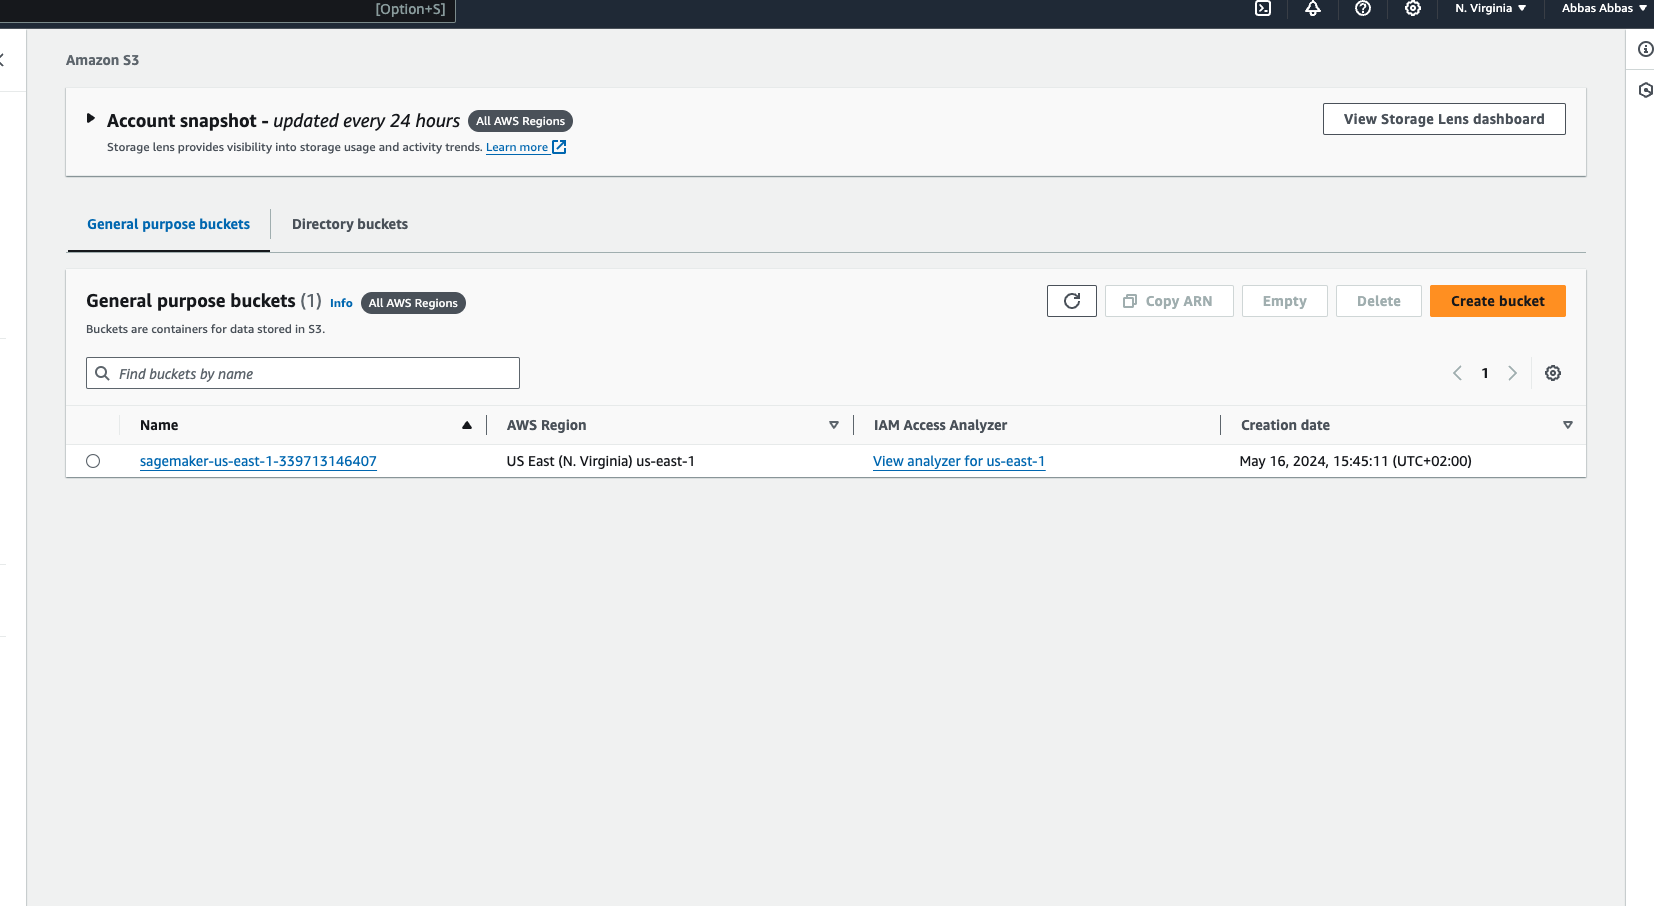 [Option+S]
N. Virginia
Abbas Abbas
Amazon S3
Account snapshot - updated every 24 hours All AWS Regions
View Storage Lens dashboard
Storage lens provides visibility into storage usage and activity trends. Learn more
General purpose buckets
Directory buckets
General purpose buckets (1) Info All AWS Regions
Copy ARN
Empty
Delete
Create bucket
Buckets are containers for data stored in S3.
Find buckets by name
1
Name
AWS Region
IAM Access Analyzer
Creation date
sagemaker-us-east-1-339713146407
US East (N. Virginia) us-east-1
View analyzer for us-east-1
May 16, 2024, 15:45:11 (UTC+02:00)